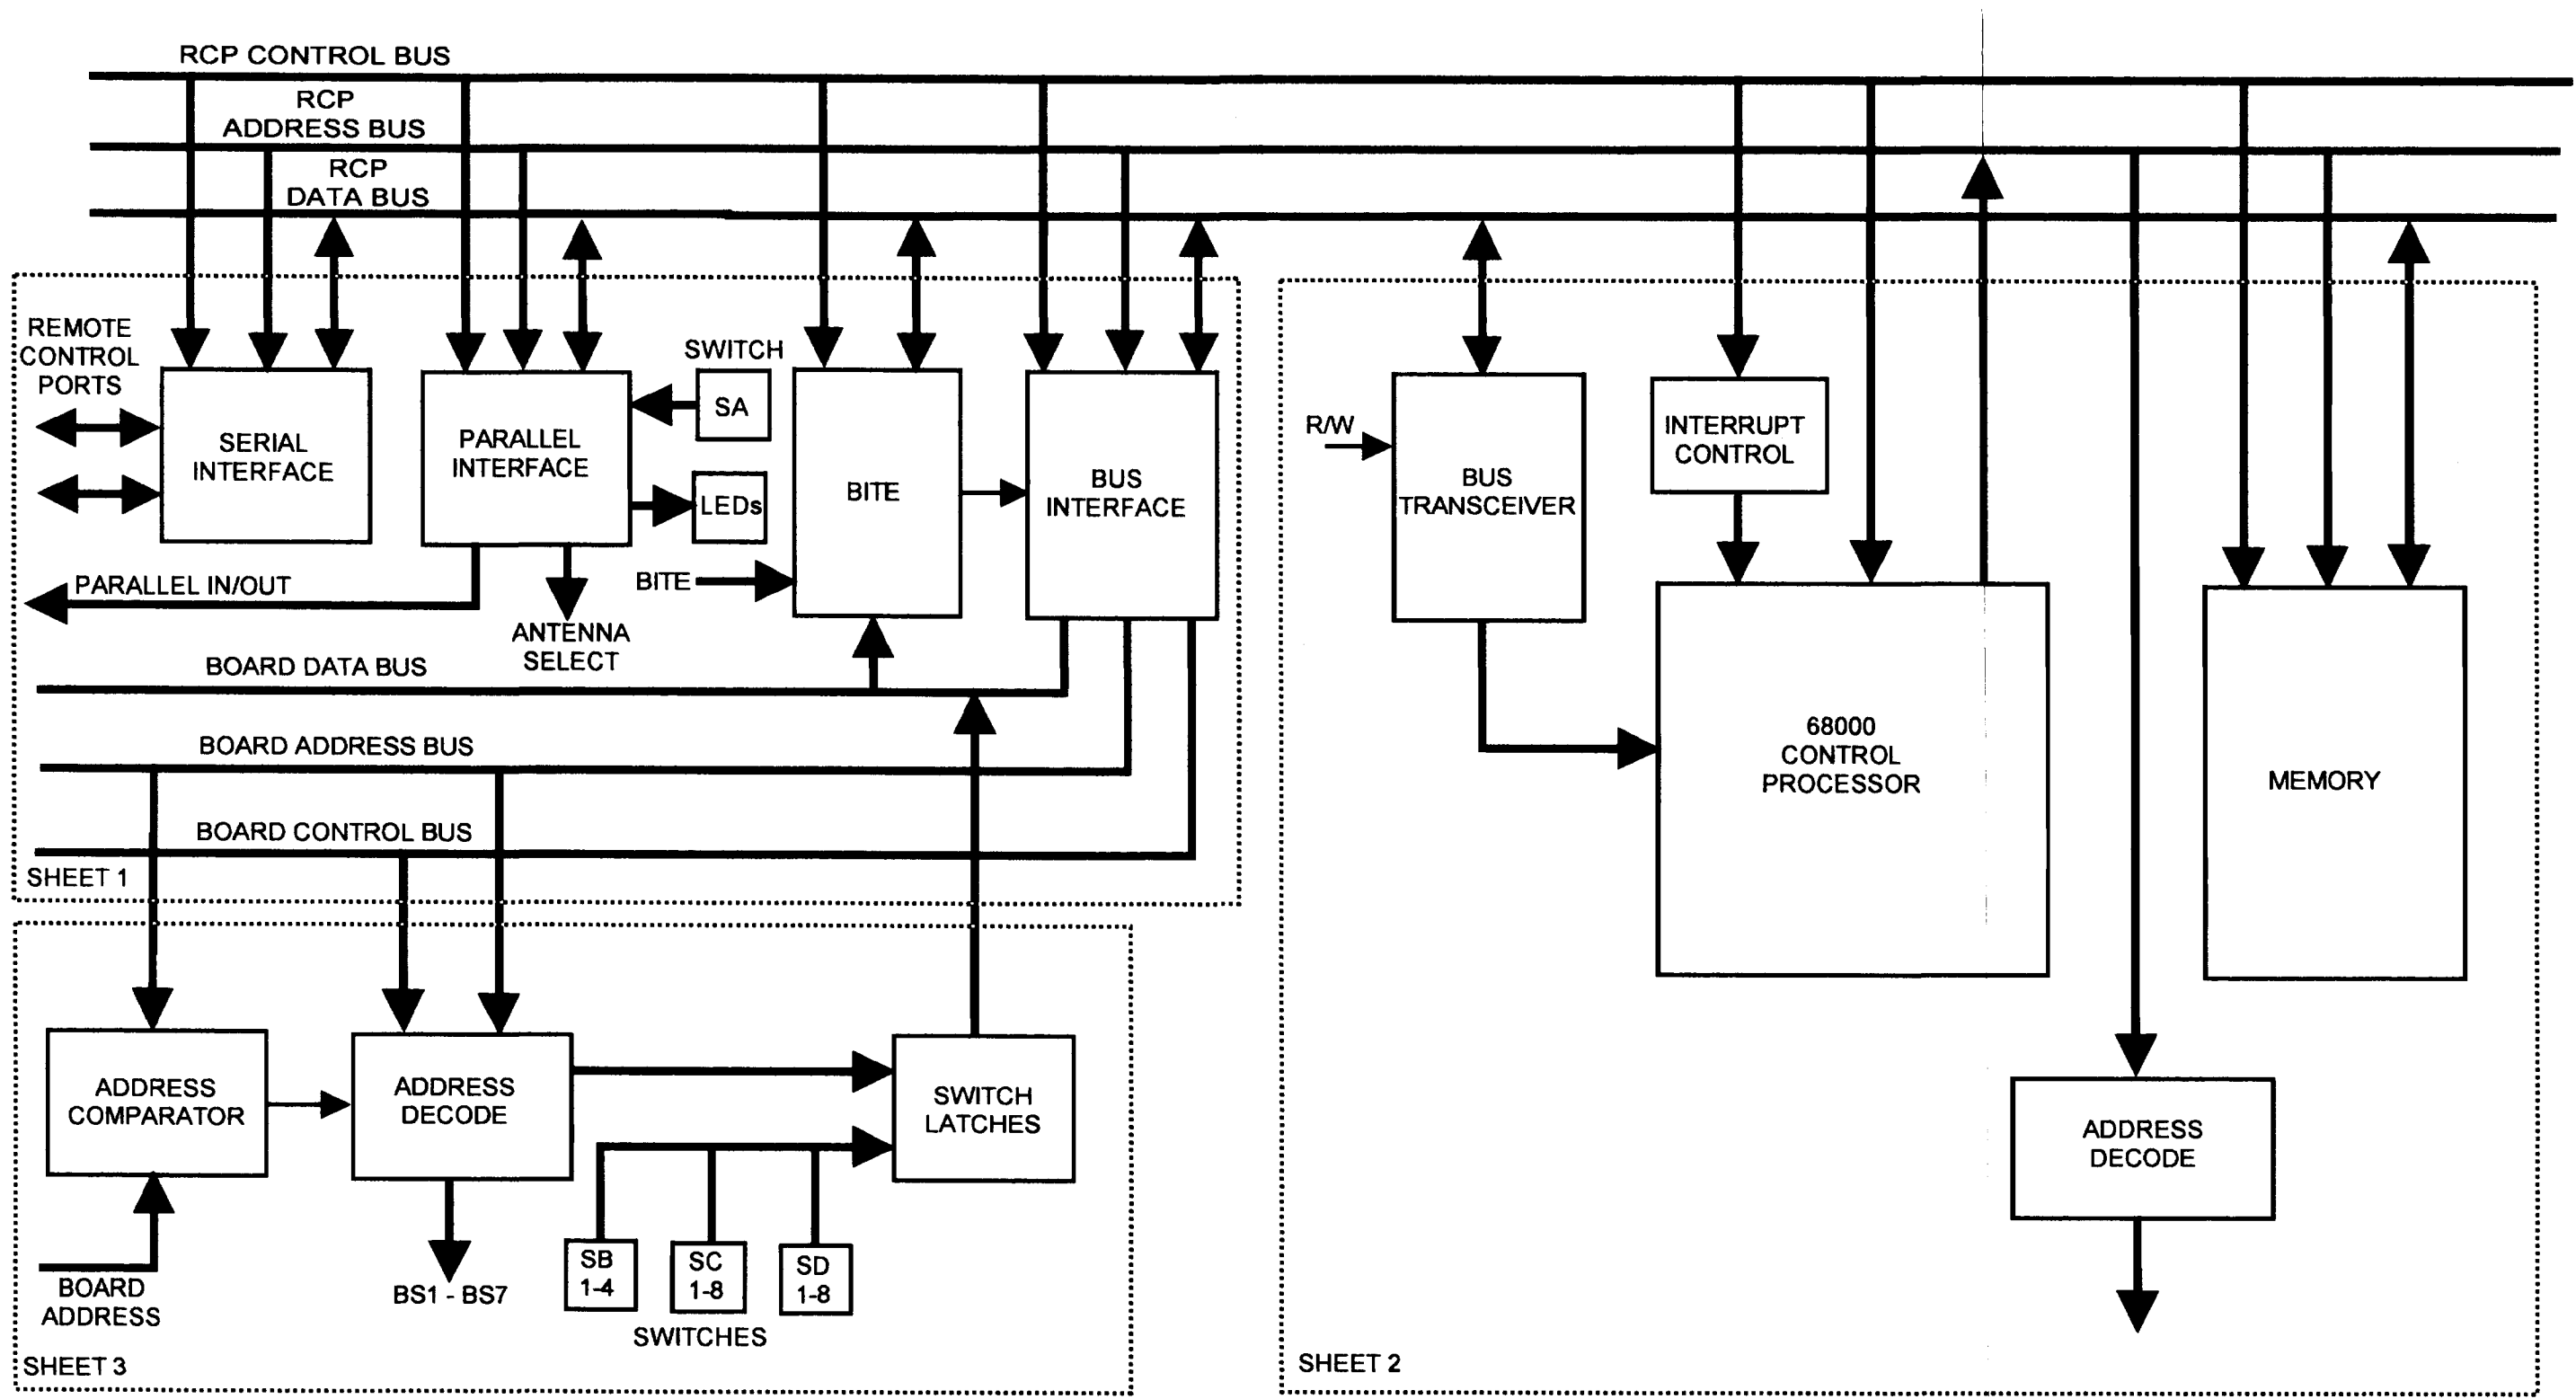 RCP CONTROL BUS
RCP
ADDRESS BUS
RCP
DATA BUS
REMOTE
CONTROL
PORTS
SERIAL
INTERFACE
PARALLEL
INTERFACE
SWITCH
SA
LEDs
BITE
BITE
BUS
INTERFACE
PARALLEL IN/OUT
ANTENNA
SELECT
BOARD DATA BUS
BOARD ADDRESS BUS
BOARD CONTROL BUS
SHEET 1
R/W
BUS
TRANSCEIVER
INTERRUPT
CONTROL
68000
CONTROL
PROCESSOR
MEMORY
ADDRESS
DECODE
SHEET 2
ADDRESS
COMPARATOR
ADDRESS
DECODE
SWITCH
LATCHES
BOARD
ADDRESS
BS1 - BS7
SB
1-4
SC
1-8
SD
1-8
SWITCHES
SHEET 3